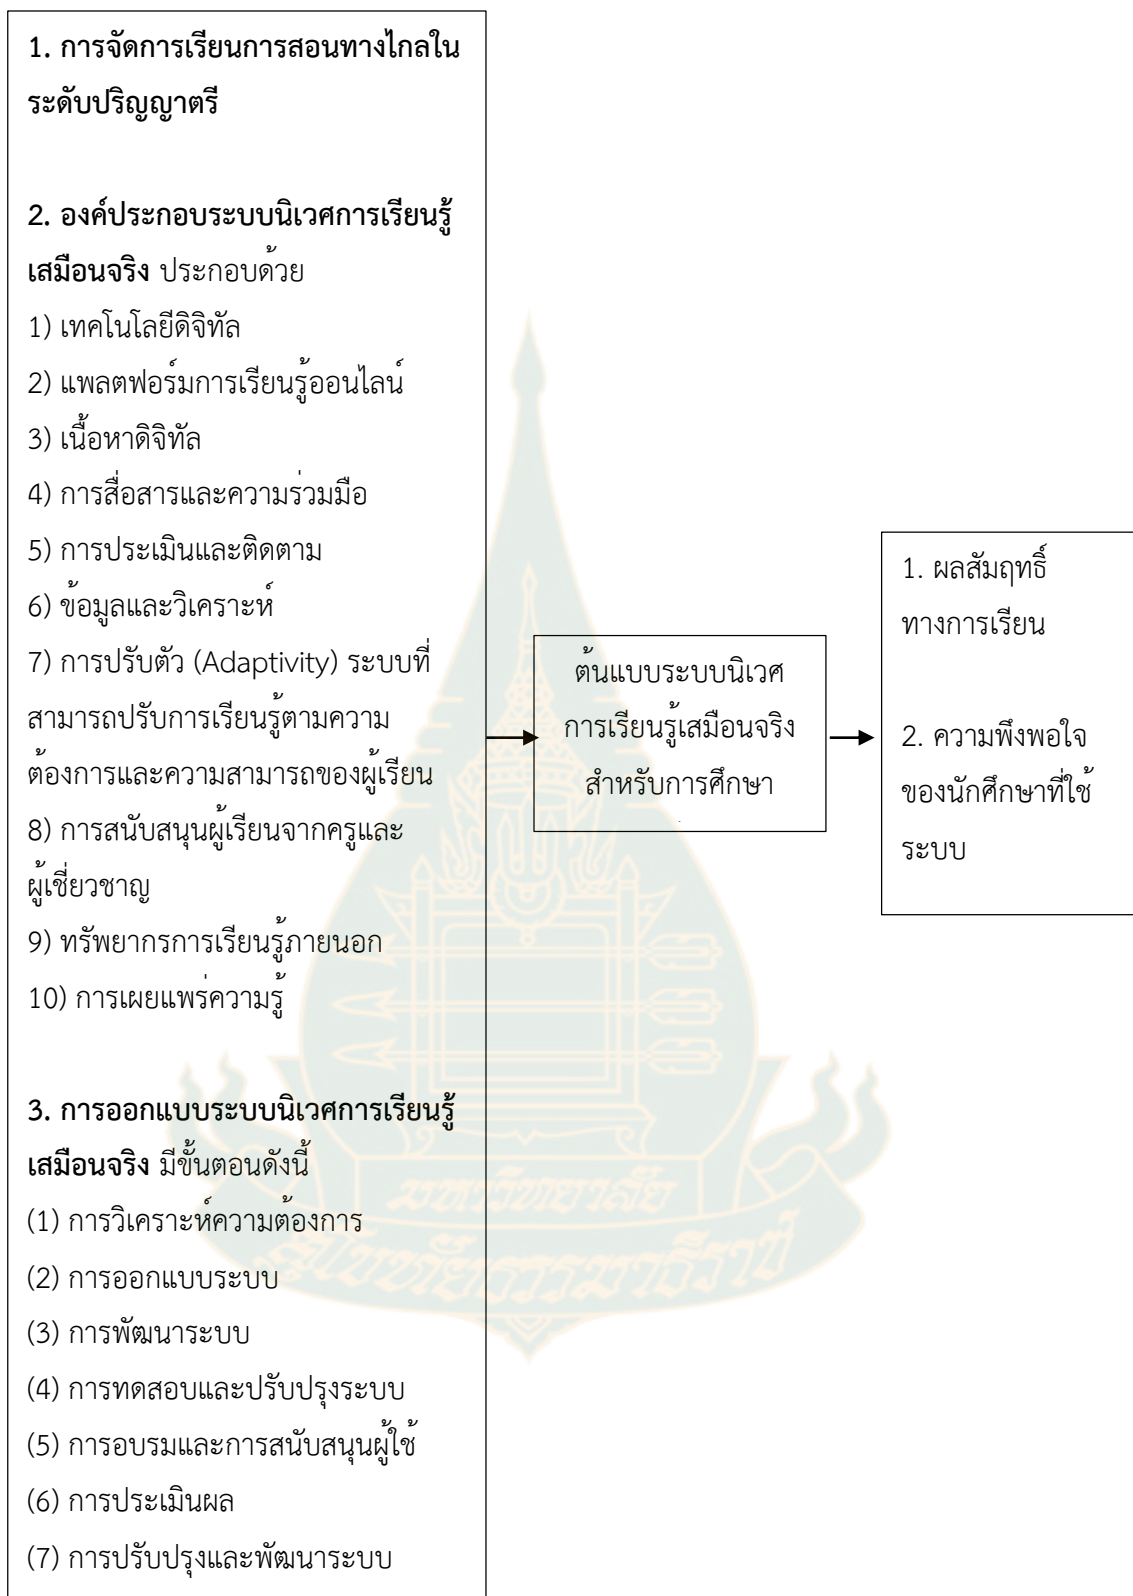 1. การจัดการเรียนการสอนทางไกลใน
ระดับปริญญาตรี
2. องค์ประกอบระบบนิเวศการเรียนรู้
เสมือนจริง ประกอบด้วย
1) เทคโนโลยีดิจิทัล
2) แพลตฟอร์มการเรียนรู้ออนไลน์
3) เนื้อหาดิจิทัล
4) การสื่อสารและความร่วมมือ
5) การประเมินและติดตาม
6) ข้อมูลและวิเคราะห์
7) การปรับตัว (Adaptivity) ระบบที่
สามารถปรับการเรียนรู้ตามความ
ต้องการและความสามารถของผู้เรียน
8) การสนับสนุนผู้เรียนจากครูและ
ผู้เชี่ยวชาญ
9) ทรัพยากรการเรียนรู้ภายนอก
10) การเผยแพร่ความรู้
3. การออกแบบระบบนิเวศการเรียนรู้
เสมือนจริง มีขั้นตอนดังนี้
(1) การวิเคราะห์ความต้องการ
(2) การออกแบบระบบ
(3) การพัฒนาระบบ
(4) การทดสอบและปรับปรุงระบบ
(5) การอบรมและการสนับสนุนผู้ใช้
(6) การประเมินผล
(7) การปรับปรุงและพัฒนาระบบ
ต้นแบบระบบนิเวศ
การเรียนรู้เสมือนจริง
สำหรับการศึกษา
1. ผลสัมฤทธิ์
ทางการเรียน
2. ความพึงพอใจ
ของนักศึกษาที่ใช้
ระบบ
มหาวิทยาลัย
สุโขทัยธรรมาธิราช